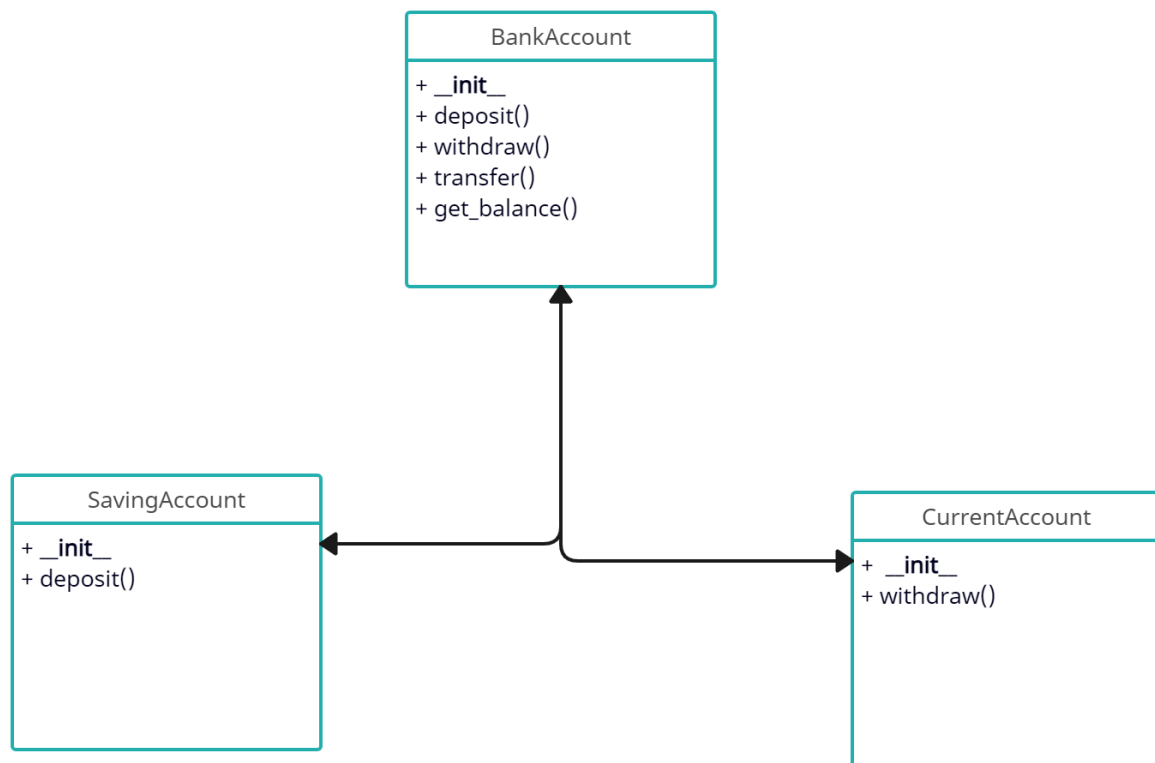 BankAccount
+ __init__
+ deposit()
+ withdraw()
+ transfer()
+ get_balance()
SavingAccount
+ __init__
+ deposit()
CurrentAccount
+ __init__
+ withdraw()